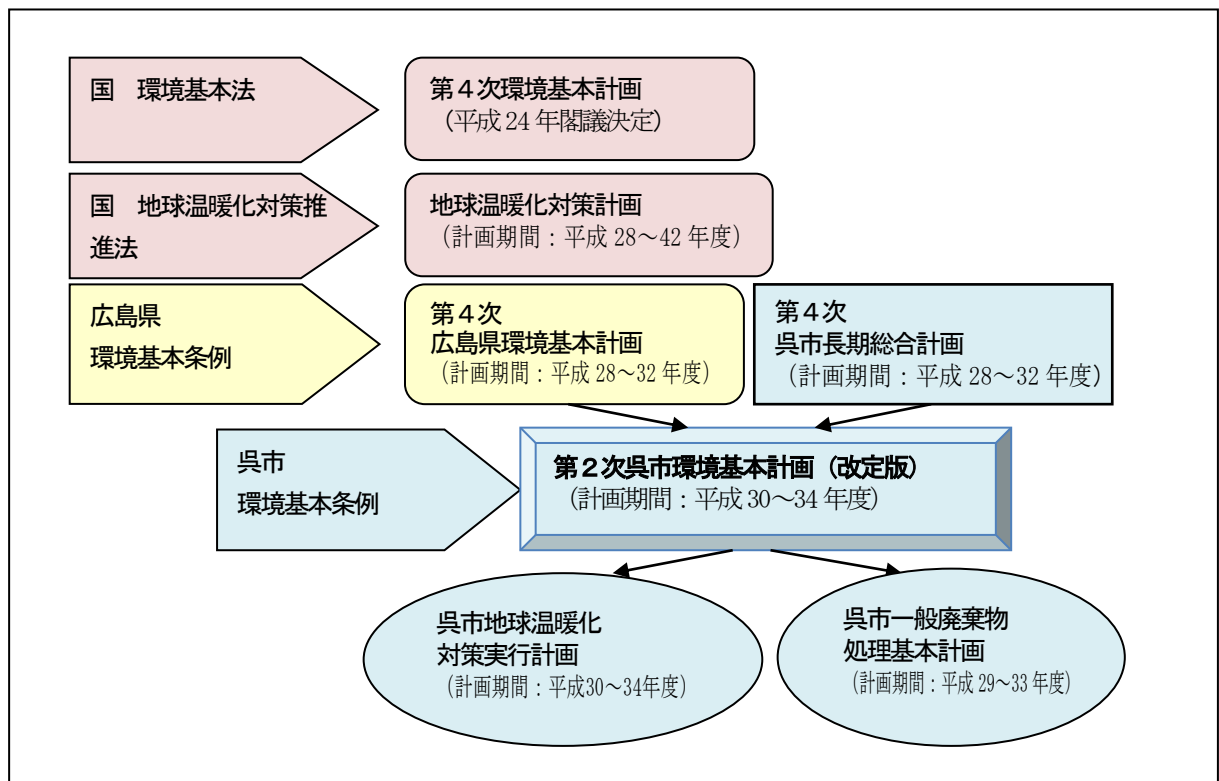 国　環境基本法
第４次環境基本計画
（平成 24 年閣議決定）
国　地球温暖化対策推
進法
地球温暖化対策計画
（計画期間：平成 28～42 年度）
広島県
環境基本条例
第４次
広島県環境基本計画
（計画期間：平成 28～32 年度）
第４次
呉市長期総合計画
（計画期間：平成 28～32 年度）
呉市
環境基本条例
第２次呉市環境基本計画（改定版）
（計画期間：平成 30～34 年度）
呉市地球温暖化
対策実行計画
（計画期間：平成30～34年度）
呉市一般廃棄物
処理基本計画
（計画期間：平成 29～33 年度）